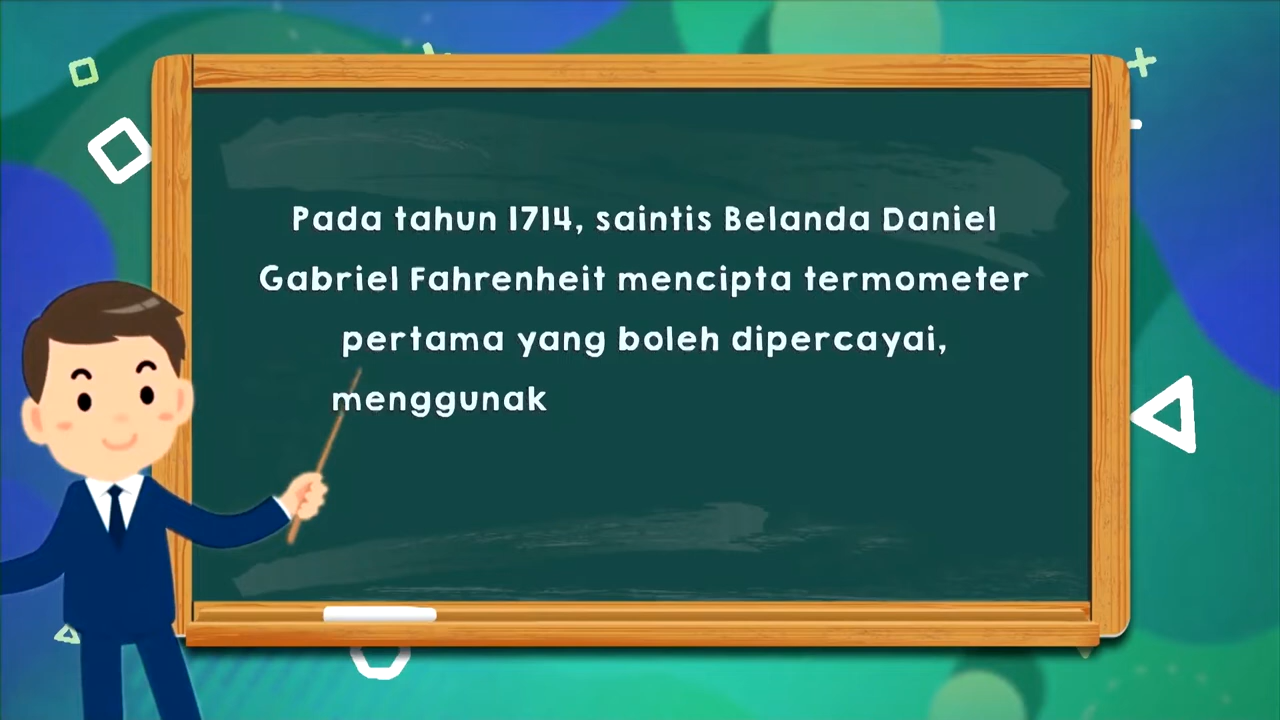 Pada tahun 1714, saintis Belanda Daniel
Gabriel Fahrenheit mencipta termometer
pertama yang boleh dipercayai,
menggunak